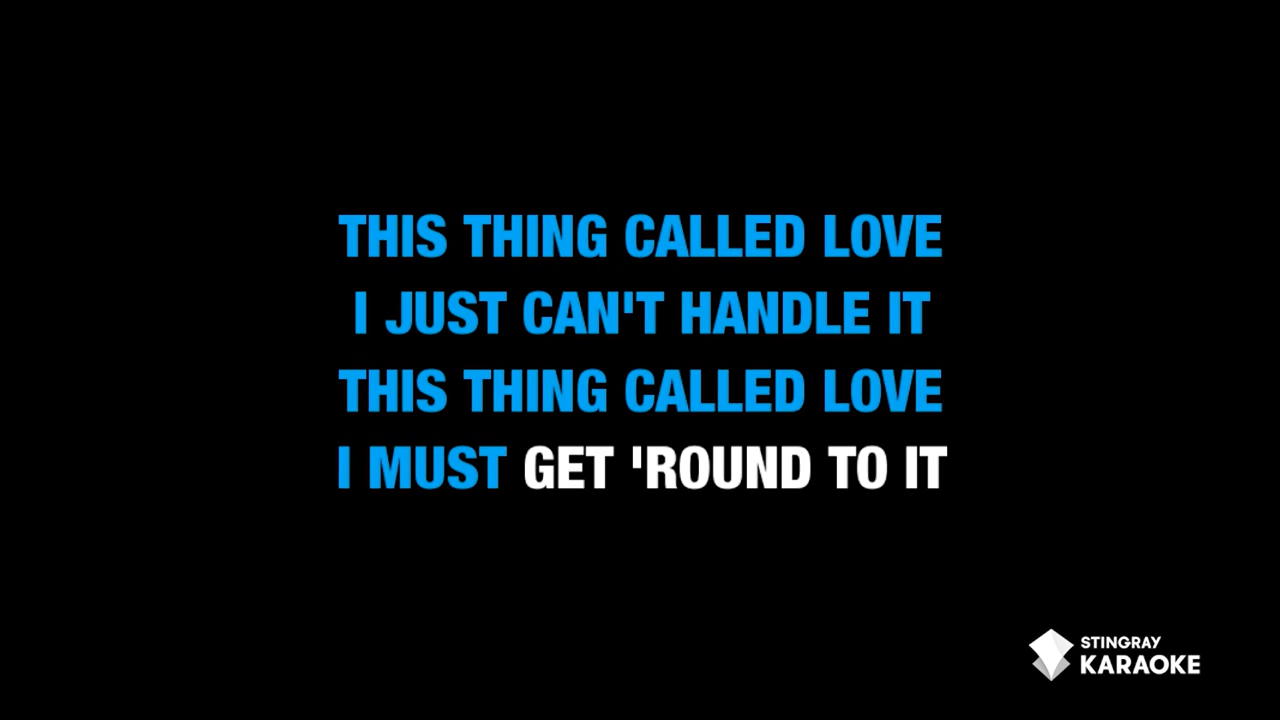 THIS THING CALLED LOVE
I JUST CAN'T HANDLE IT
THIS THING CALLED LOVE
I MUST GET 'ROUND TO IT
STINGRAY
KARAOKE